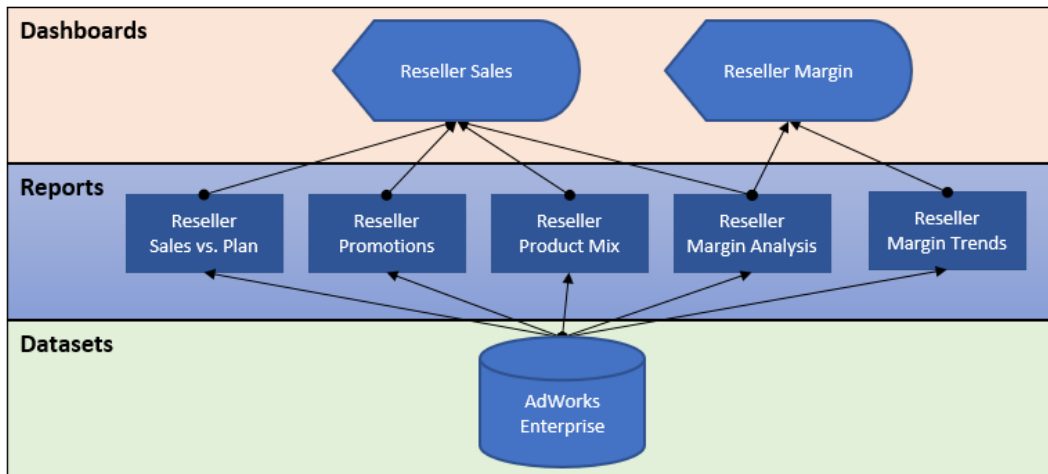 Dashboards
Reseller Sales
Reseller Margin
Reports
Reseller
Sales vs. Plan
Reseller
Promotions
Reseller
Product Mix
Reseller
Margin Analysis
Reseller
Margin Trends
Datasets
AdWorks
Enterprise